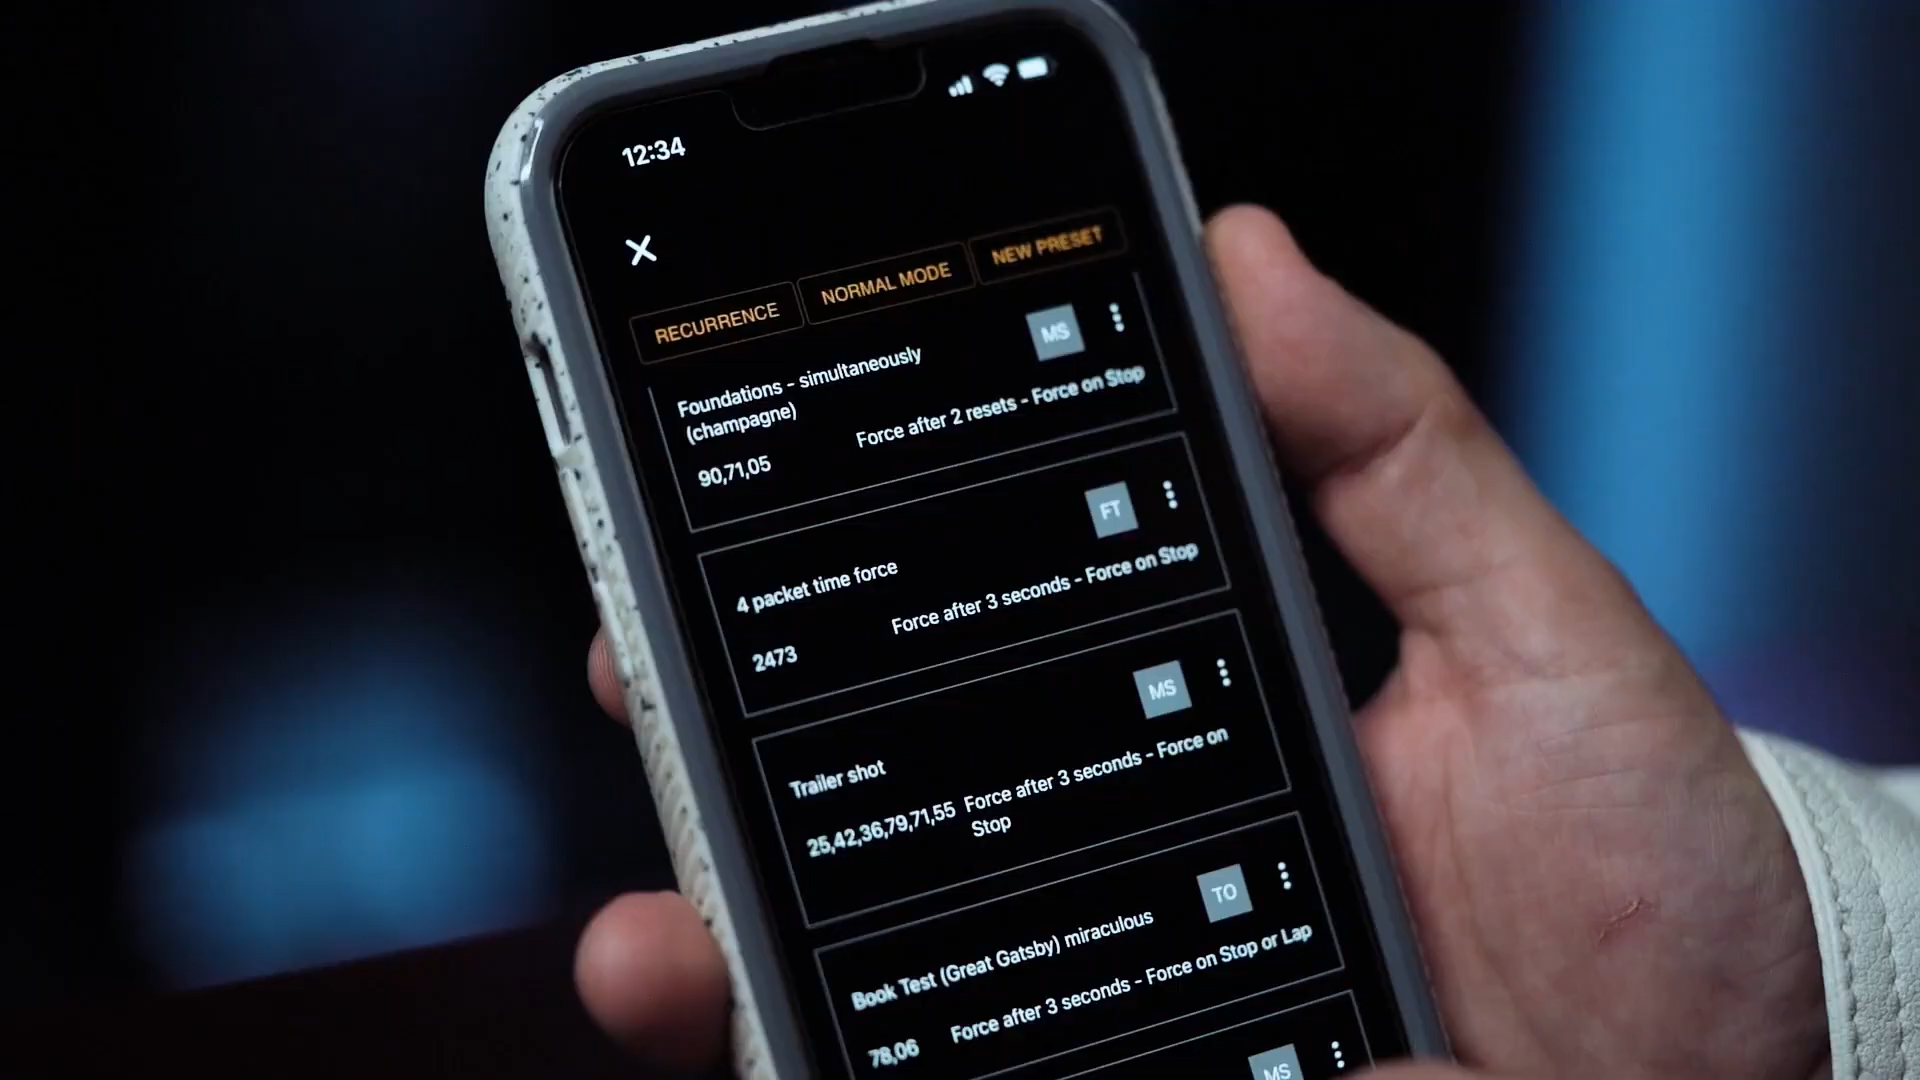 12:34
RECURRENCE
NORMAL MODE
NEW PRESET
MS
Foundations - simultaneously
(champagne)
90,71,05
Force after 2 resets - Force on Stop
FT
4 packet time force
2473
Force after 3 seconds - Force on Stop
MS
Trailer shot
25,42,36,79,71,55
Force after 3 seconds - Force on
Stop
TO
Book Test (Great Gatsby) miraculous
78,06
Force after 3 seconds - Force on Stop or Lap
MS